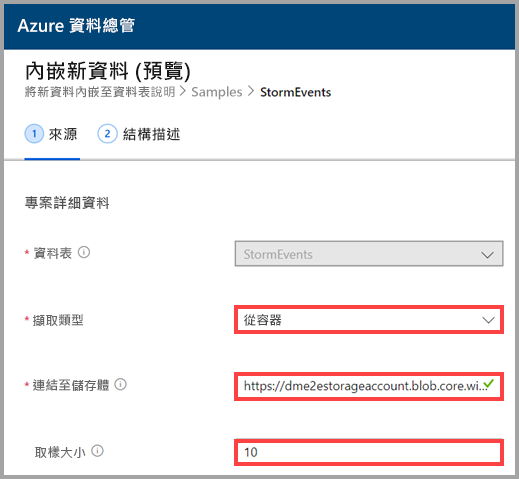 Azure 資料總管
內嵌新資料 (預覽)
將新資料內嵌至資料表說明 > Samples > StormEvents
1 來源 2 結構描述
專案詳細資料
* 資料表 StormEvents
* 擷取類型 從容器
* 連結至儲存體 https://dme2estorageaccount.blob.core.wi...
取樣大小 10